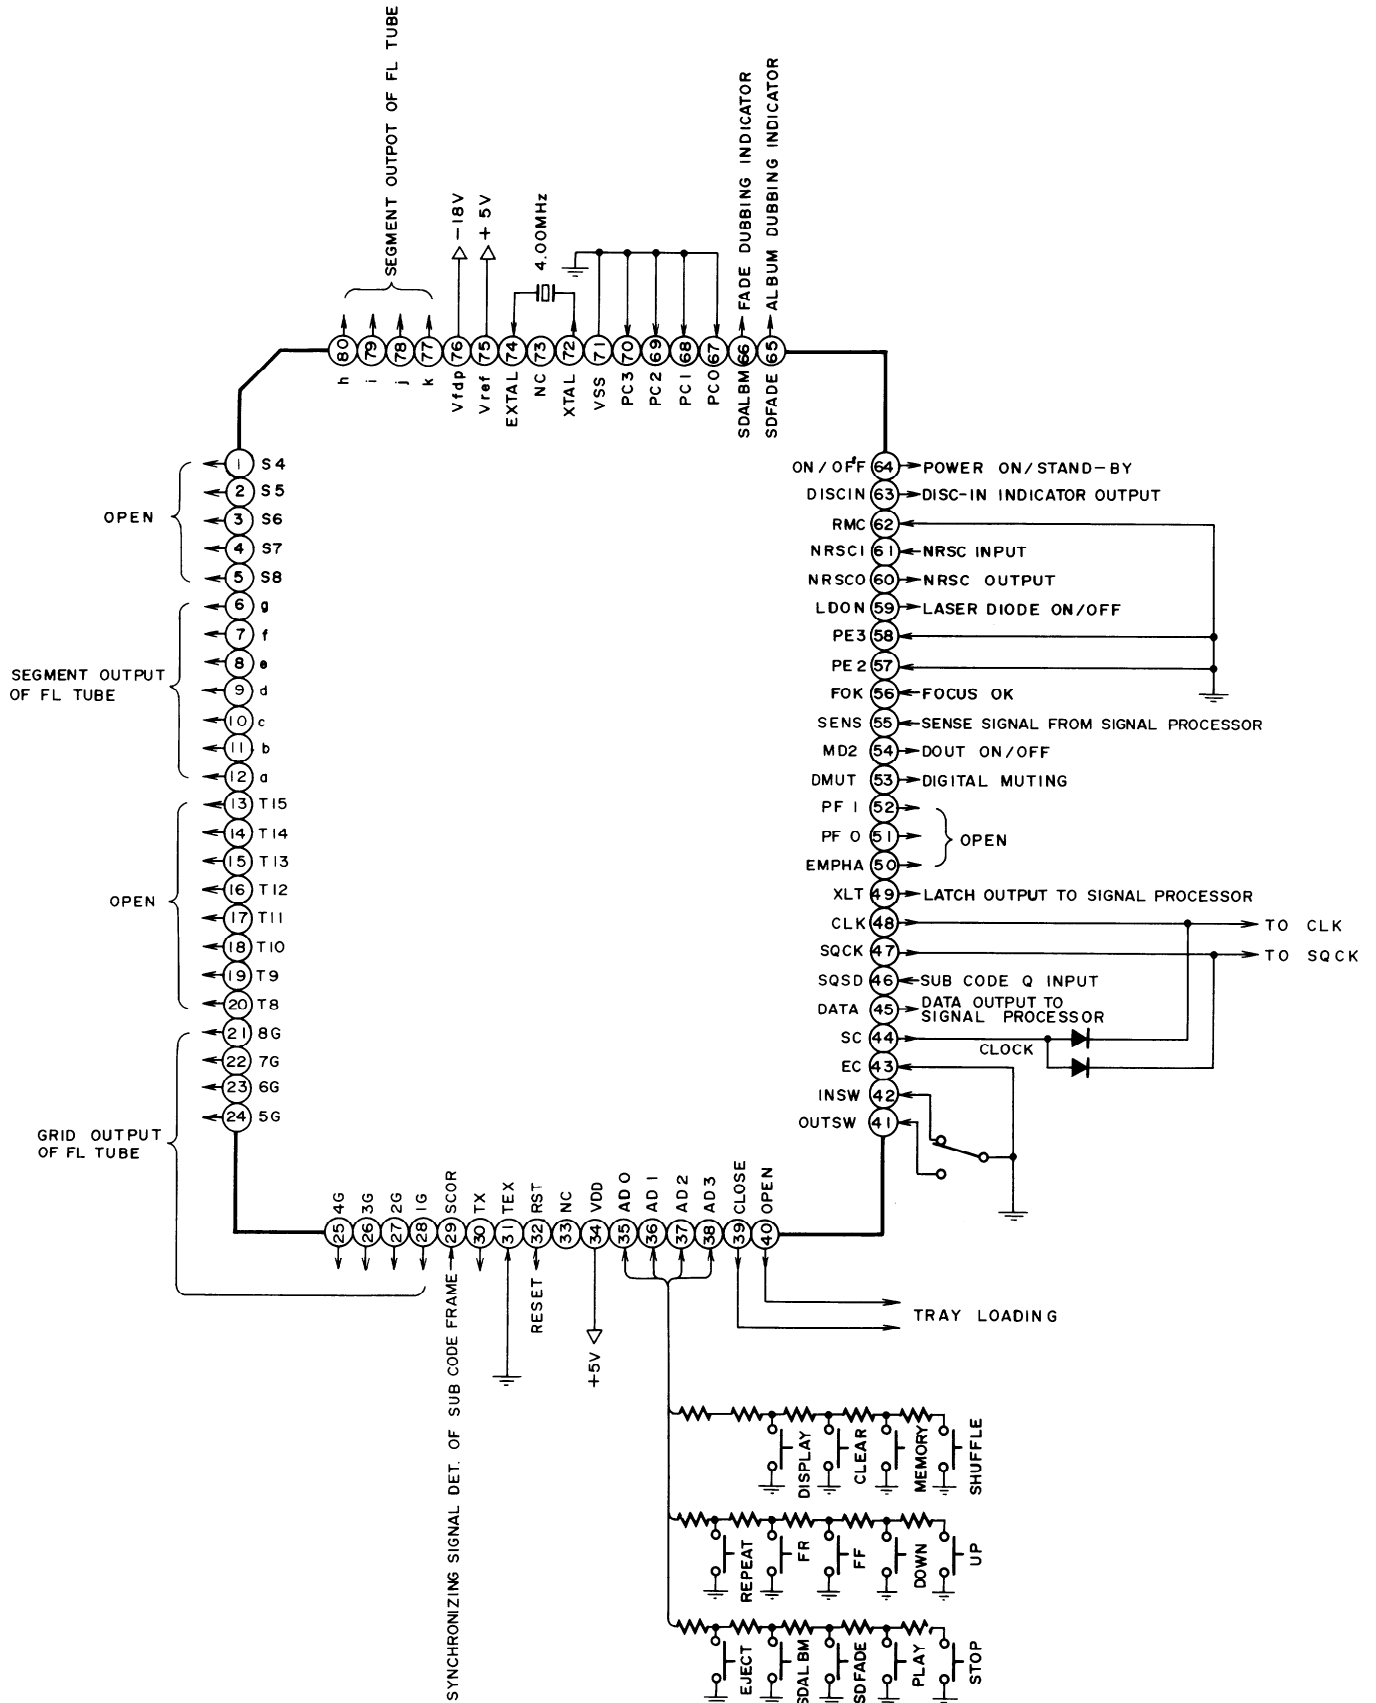 SEGMENT OUTPOT OF FL TUBE
-18V
+5V
4.00MHz
FADE DUBBING INDICATOR
ALBUM DUBBING INDICATOR
80 79 78 77 76 75 74 73 72 71 70 69 68 67 66 65
h
i
j
k
Vfdp
Vref
EXTAL
NC
XTAL
VSS
PC3
PC2
PC1
PC0
SDALBM
SDFADE
OPEN
1 S4
2 S5
3 S6
4 S7
5 S8
SEGMENT OUTPUT
OF FL TUBE
6 g
7 f
8 e
9 d
10 c
11 b
12 a
OPEN
13 T15
14 T14
15 T13
16 T12
17 T11
18 T10
19 T9
20 T8
GRID OUTPUT
OF FL TUBE
21 8G
22 7G
23 6G
24 5G
ON/OFF 64 POWER ON/STAND-BY
DISCIN 63 DISC-IN INDICATOR OUTPUT
RMC 62
NRSCI 61 NRSC INPUT
NRSCO 60 NRSC OUTPUT
LDON 59 LASER DIODE ON/OFF
PE3 58
PE2 57
FOK 56 FOCUS OK
SENS 55 SENSE SIGNAL FROM SIGNAL PROCESSOR
MD2 54 DOUT ON/OFF
DMUT 53 DIGITAL MUTING
PF 1 52
PF 0 51 OPEN
EMPHA 50
XLT 49 LATCH OUTPUT TO SIGNAL PROCESSOR
CLK 48 TO CLK
SQCK 47 TO SQCK
SQSD 46 SUB CODE Q INPUT
DATA 45 DATA OUTPUT TO
SIGNAL PROCESSOR
SC 44
CLOCK
EC 43
INSW 42
OUTSW 41
4G
3G
2G
1G
SCOR
TX
TEX
RST
NC
VDD
AD0
AD1
AD2
AD3
CLOSE
OPEN
25 26 27 28 29 30 31 32 33 34 35 36 37 38 39 40
SYNCHRONIZING SIGNAL DET. OF SUB CODE FRAME
RESET
+5V
TRAY LOADING
DISPLAY
CLEAR
MEMORY
SHUFFLE
REPEAT
FR
FF
DOWN
UP
EJECT
SDALBM
SDFADE
PLAY
STOP